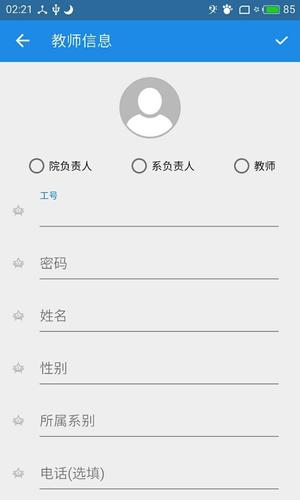 02:21 85
教师信息
院负责人 系负责人 教师
工号
密码
姓名
性别
所属系别
电话(选填)